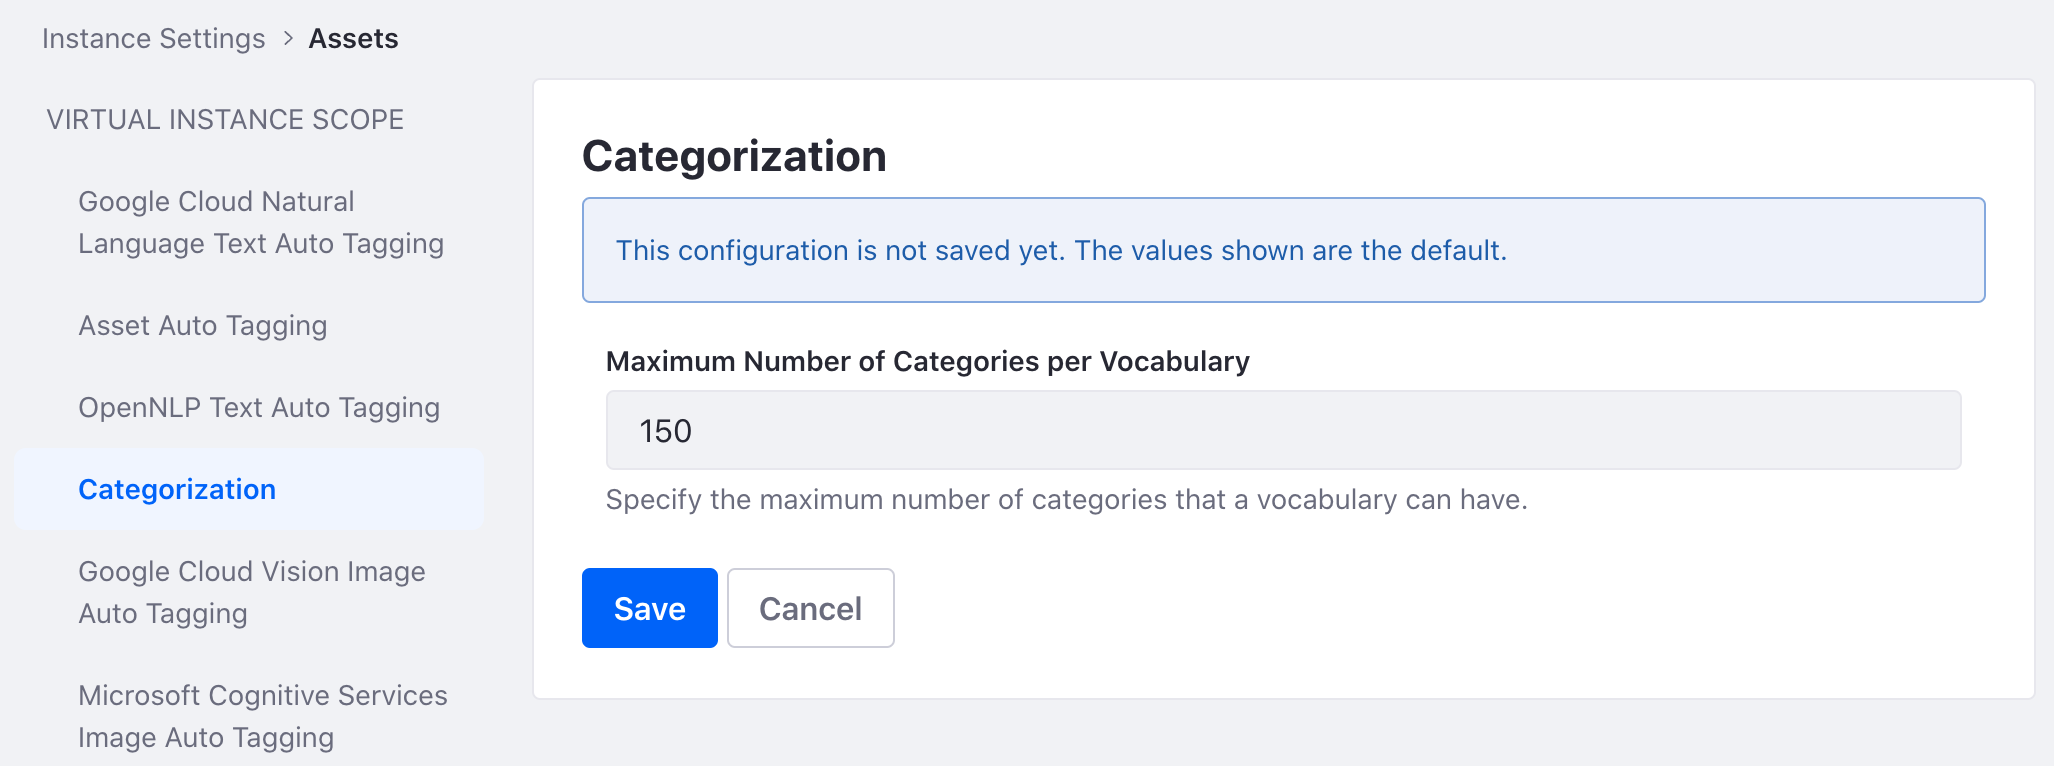 Instance Settings > Assets
VIRTUAL INSTANCE SCOPE
Google Cloud Natural
Language Text Auto Tagging
Asset Auto Tagging
OpenNLP Text Auto Tagging
Categorization
Google Cloud Vision Image
Auto Tagging
Microsoft Cognitive Services
Image Auto Tagging
Categorization
This configuration is not saved yet. The values shown are the default.
Maximum Number of Categories per Vocabulary
150
Specify the maximum number of categories that a vocabulary can have.
Save Cancel